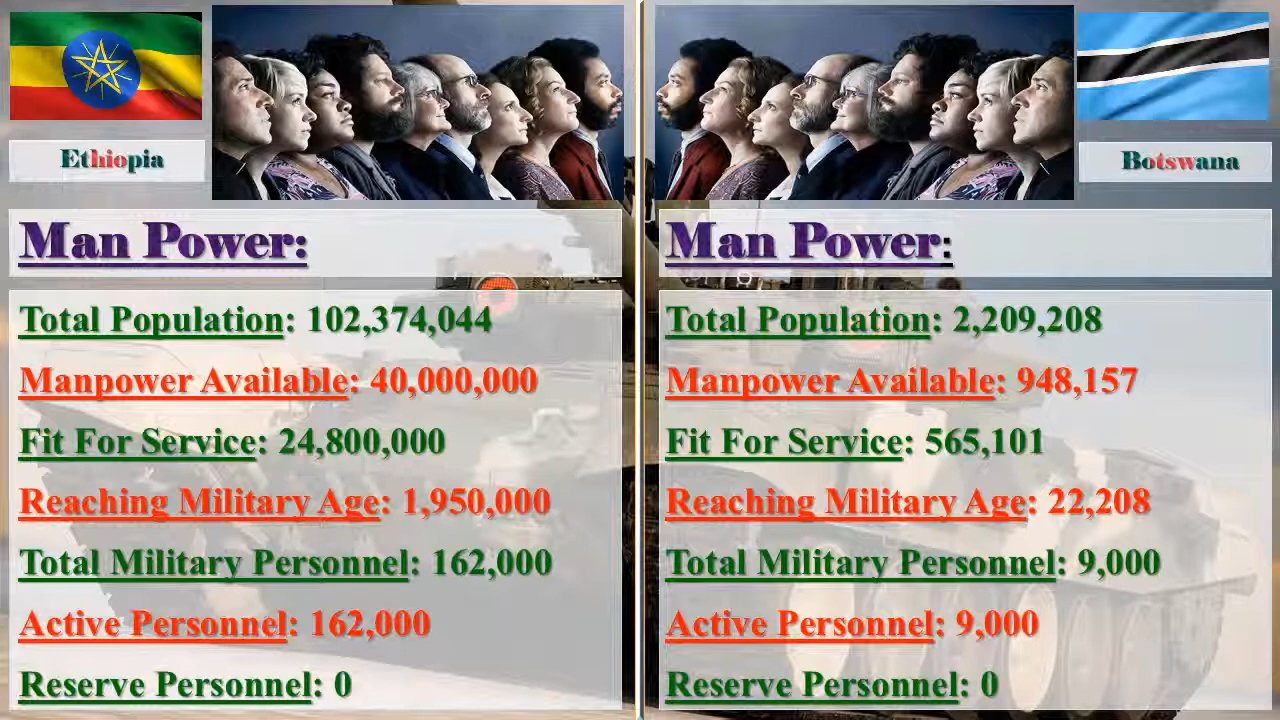 Ethiopia
Man Power:
Total Population: 102,374,044
Manpower Available: 40,000,000
Fit For Service: 24,800,000
Reaching Military Age: 1,950,000
Total Military Personnel: 162,000
Active Personnel: 162,000
Reserve Personnel: 0
Botswana
Man Power:
Total Population: 2,209,208
Manpower Available: 948,157
Fit For Service: 565,101
Reaching Military Age: 22,208
Total Military Personnel: 9,000
Active Personnel: 9,000
Reserve Personnel: 0